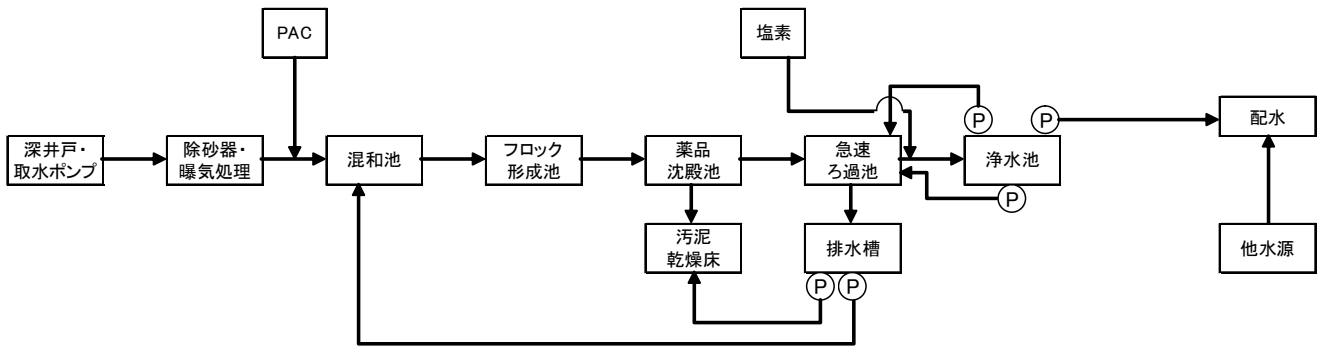 PAC
塩素
深井戸・
取水ポンプ
除砂器・
曝気処理
混和池
フロック
形成池
薬品
沈殿池
急速
ろ過池
浄水池
P
P
P
配水
汚泥
乾燥床
排水槽
P
P
他水源